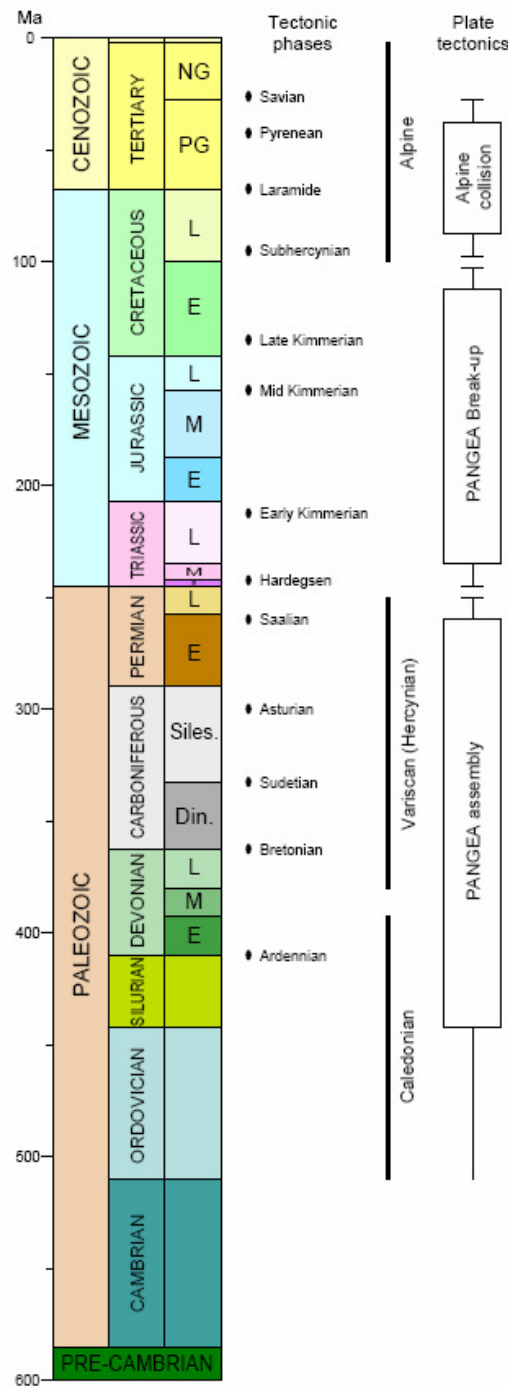 Ma
Tectonic
phases
Plate
tectonics
0
100
200
300
400
500
600
CENOZOIC
MESOZOIC
PALEOZOIC
PRE-CAMBRIAN
TERTIARY
CRETACEOUS
JURASSIC
TRIASSIC
PERMIAN
CARBONIFEROUS
DEVONIAN
SILURIAN
ORDOVICIAN
CAMBRIAN
NG
PG
L
E
L
M
E
L
M
L
E
Siles.
Din.
L
M
E
Savian
Pyrenean
Laramide
Subhercynian
Late Kimmerian
Mid Kimmerian
Early Kimmerian
Hardegsen
Saalian
Asturian
Sudetian
Bretonian
Ardennian
Alpine
Variscan (Hercynian)
Caledonian
Alpine
collision
PANGEA Break-up
PANGEA assembly